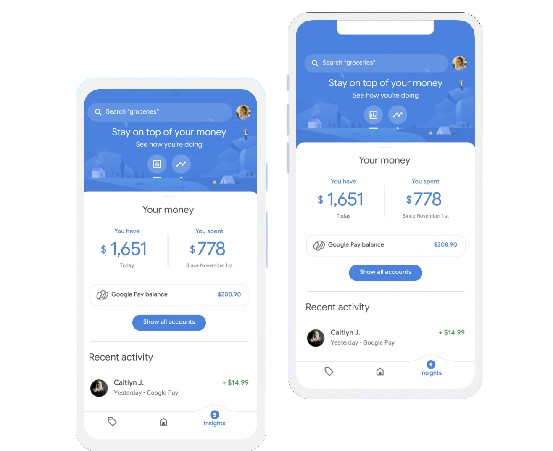 Search "groceries"
Stay on top of your money
See how you're doing
Your money
You have
You spent
$1,651
$778
Today
Since November 1st
Google Pay balance
$208.90
Show all accounts
Recent activity
Caitlyn J.
+ $14.99
Yesterday • Google Pay
Insights
Search "groceries"
Stay on top of your money
See how you're doing
Your money
You have
You spent
$1,651
$778
Today
Since November 1st
Google Pay balance
$208.90
Show all accounts
Recent activity
Caitlyn J.
+ $14.99
Yesterday • Google Pay
Insights